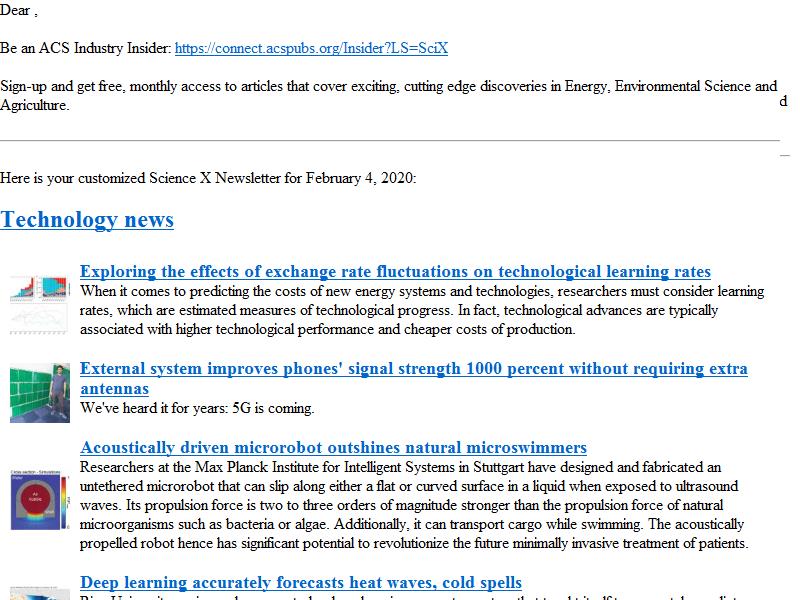 Dear ,
Be an ACS Industry Insider: https://connect.acspubs.org/Insider?LS=SciX
Sign-up and get free, monthly access to articles that cover exciting, cutting edge discoveries in Energy, Environmental Science and
Agriculture.
d
Here is your customized Science X Newsletter for February 4, 2020:
Technology news
Exploring the effects of exchange rate fluctuations on technological learning rates
When it comes to predicting the costs of new energy systems and technologies, researchers must consider learning
rates, which are estimated measures of technological progress. In fact, technological advances are typically
associated with higher technological performance and cheaper costs of production.
External system improves phones' signal strength 1000 percent without requiring extra
antennas
We've heard it for years: 5G is coming.
Acoustically driven microrobot outshines natural microswimmers
Researchers at the Max Planck Institute for Intelligent Systems in Stuttgart have designed and fabricated an
untethered microrobot that can slip along either a flat or curved surface in a liquid when exposed to ultrasound
waves. Its propulsion force is two to three orders of magnitude stronger than the propulsion force of natural
microorganisms such as bacteria or algae. Additionally, it can transport cargo while swimming. The acoustically
propelled robot hence has significant potential to revolutionize the future minimally invasive treatment of patients.
Deep learning accurately forecasts heat waves, cold spells